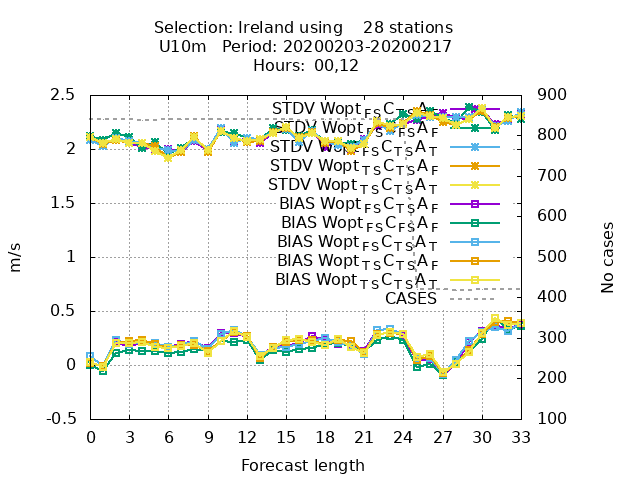 Selection: Ireland using 28 stations
U10m Period: 20200203-20200217
Hours: 00,12
m/s
No cases
2.5
2
1.5
1
0.5
0
-0.5
900
800
700
600
500
400
300
200
100
STDV Wopt FS C TS A F
STDV Wopt FS C FS A F
STDV Wopt FS C TS A T
STDV Wopt TS C TS A F
STDV Wopt TS C TS A T
BIAS Wopt FS C TS A F
BIAS Wopt FS C FS A F
BIAS Wopt FS C TS A T
BIAS Wopt TS C TS A F
BIAS Wopt TS C TS A T
CASES
0 3 6 9 12 15 18 21 24 27 30 33
Forecast length